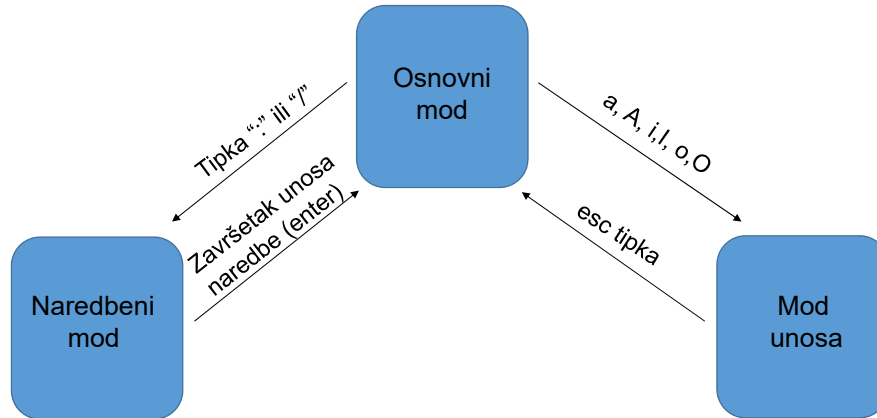 Osnovni
mod
Tipka “:” ili “/”
a, A, i,I, o,O
Završetak unosa
naredbe (enter)
esc tipka
Naredbeni
mod
Mod
unosa